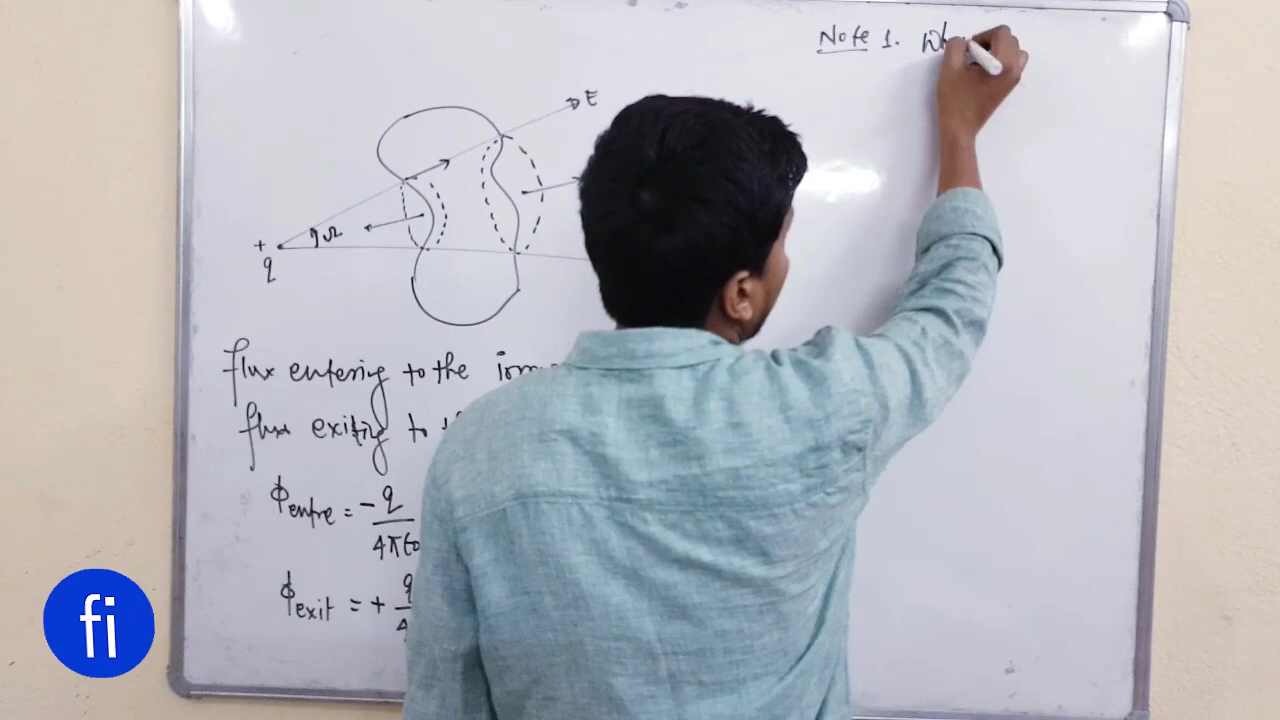 Note 1.
E
+
q
flux entering to the
flux exiting to
ϕentre = -q
4πϵ0
ϕexit = + q
4
fi